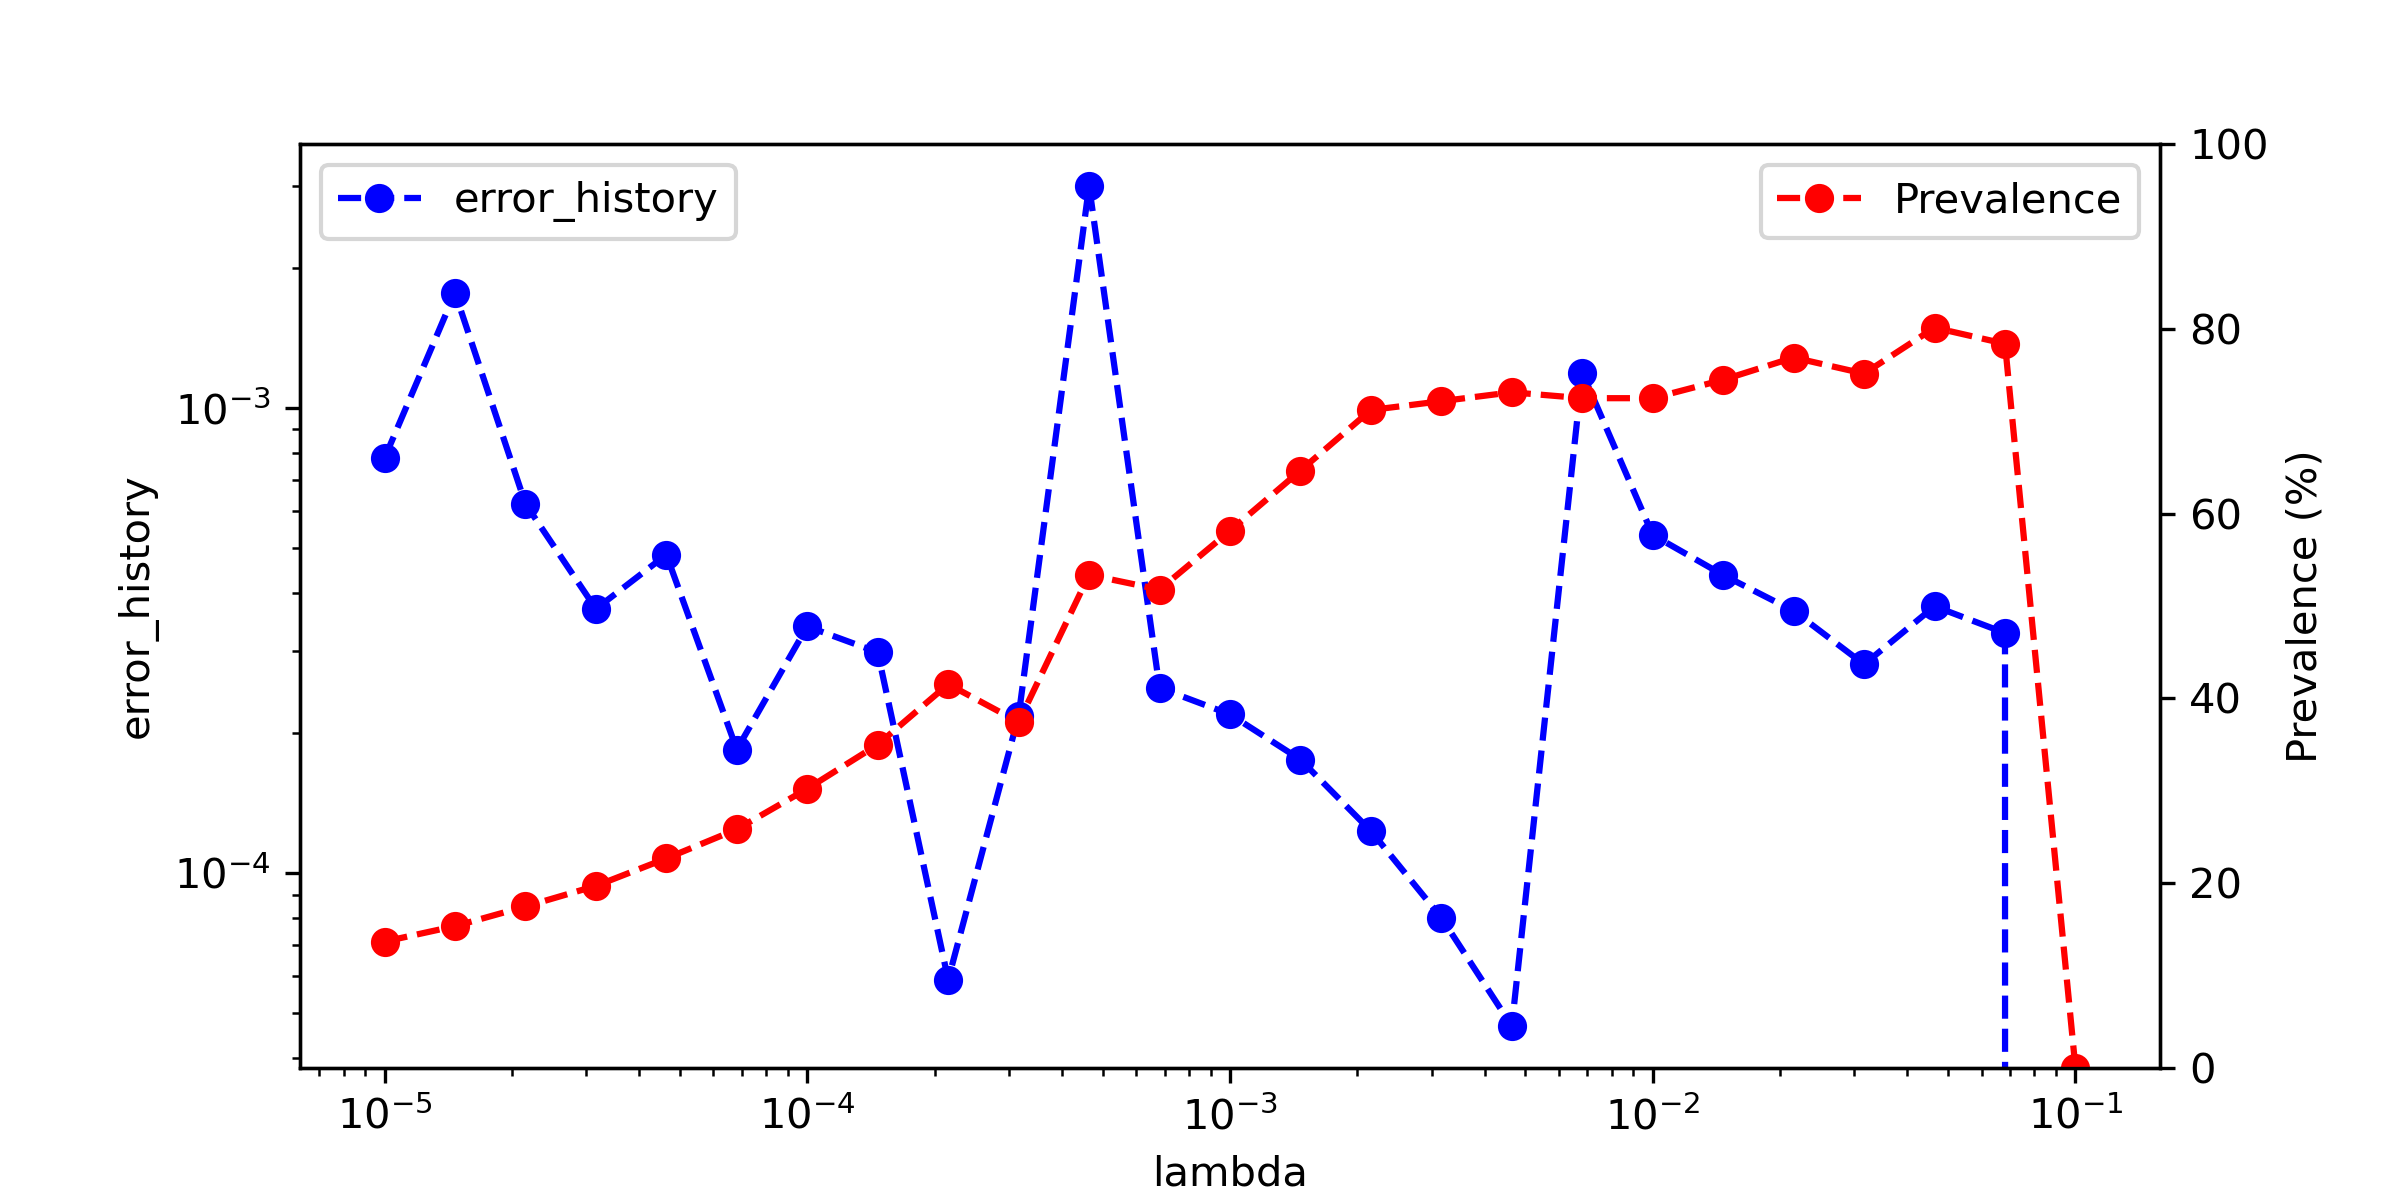 error_history
Prevalence
10⁻³
10⁻⁴
error_history
100
80
60
40
20
0
Prevalence (%)
10⁻⁵
10⁻⁴
10⁻³
10⁻²
10⁻¹
lambda